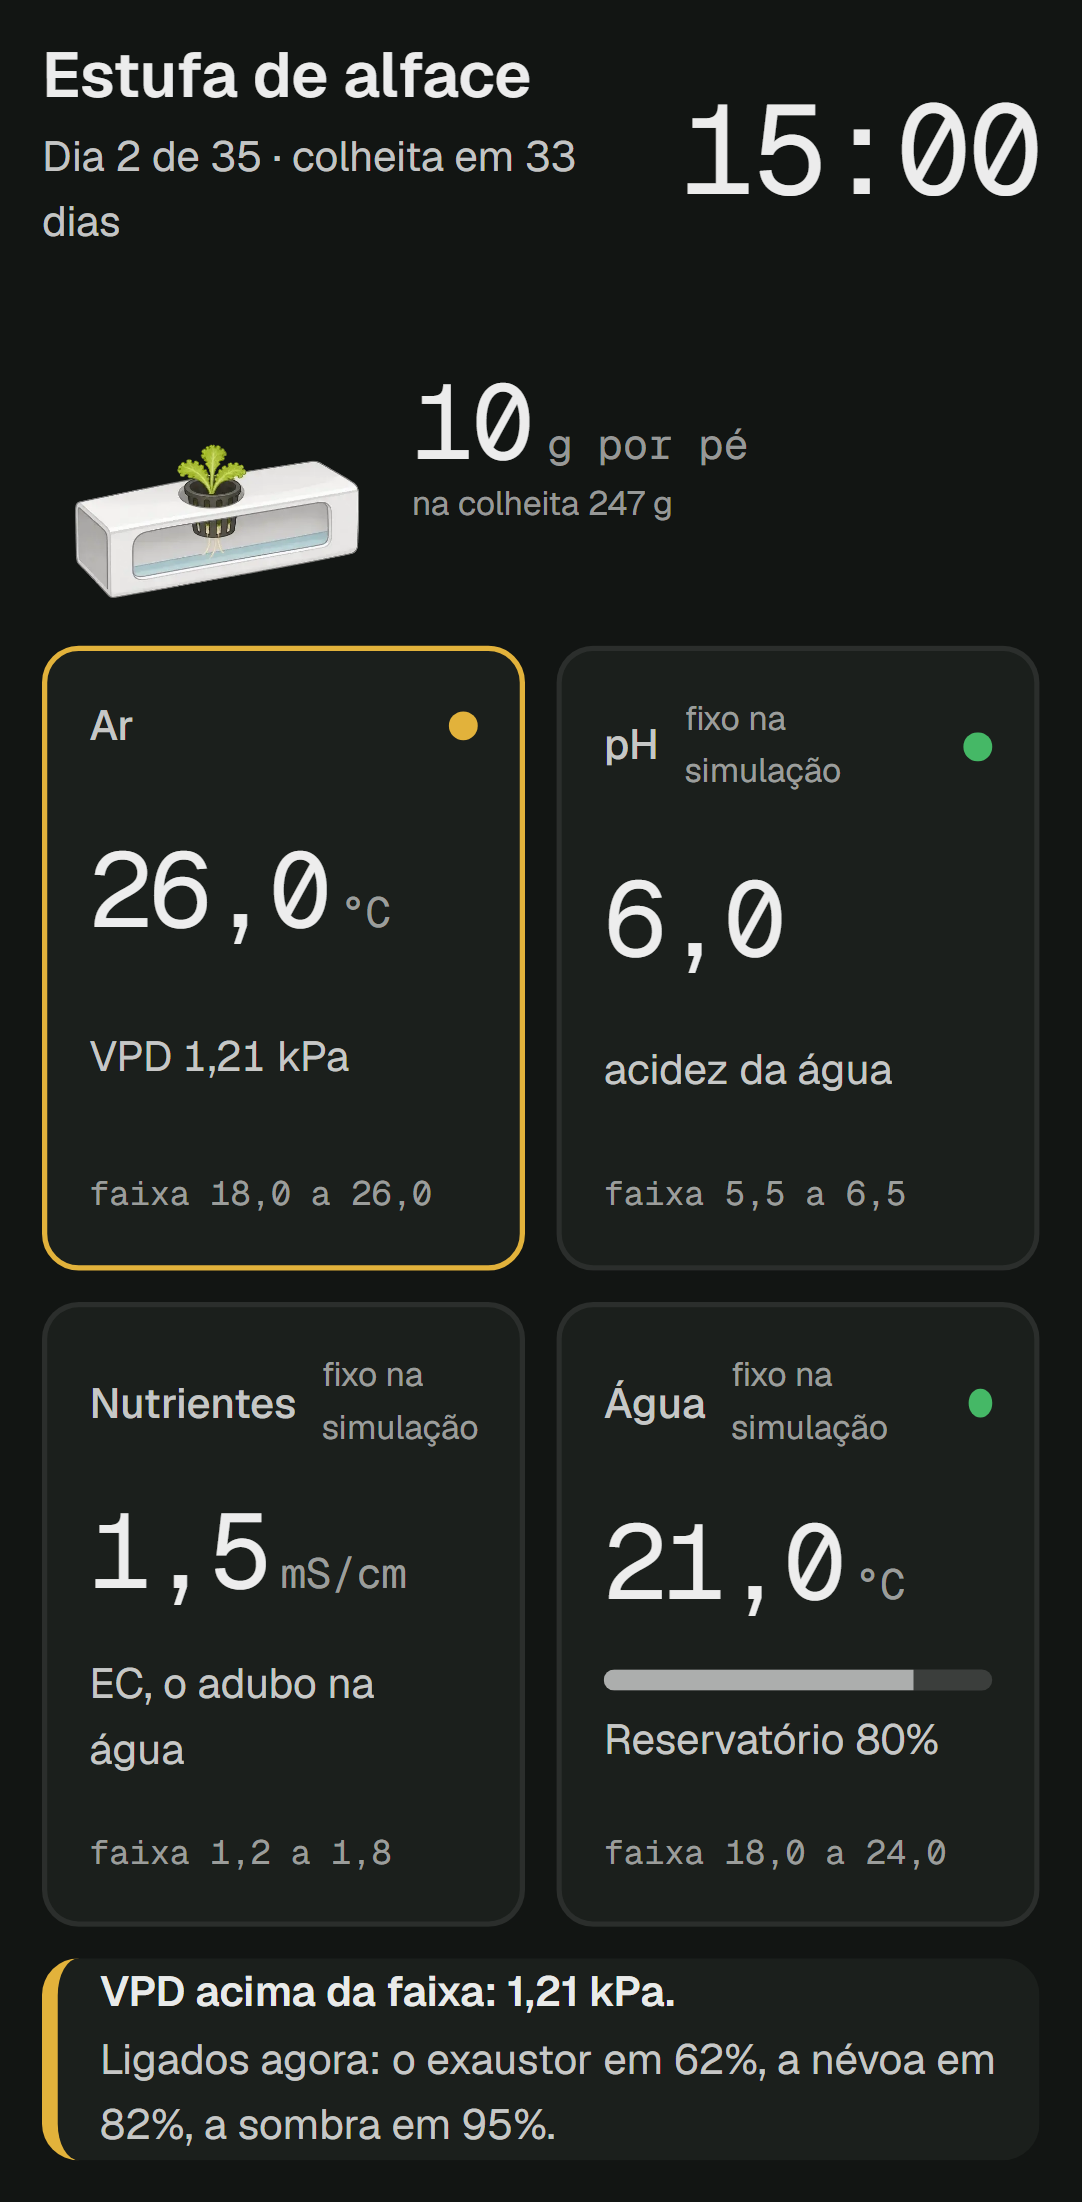 Estufa de alface
Dia 2 de 35 · colheita em 33
dias
15:00
10 g por pé
na colheita 247 g
Ar
26,0 °C
VPD 1,21 kPa
faixa 18,0 a 26,0
pH
fixo na
simulação
6,0
acidez da água
faixa 5,5 a 6,5
Nutrientes
fixo na
simulação
1,5 mS/cm
EC, o adubo na
água
faixa 1,2 a 1,8
Água
fixo na
simulação
21,0 °C
Reservatório 80%
faixa 18,0 a 24,0
VPD acima da faixa: 1,21 kPa.
Ligados agora: o exaustor em 62%, a névoa em
82%, a sombra em 95%.